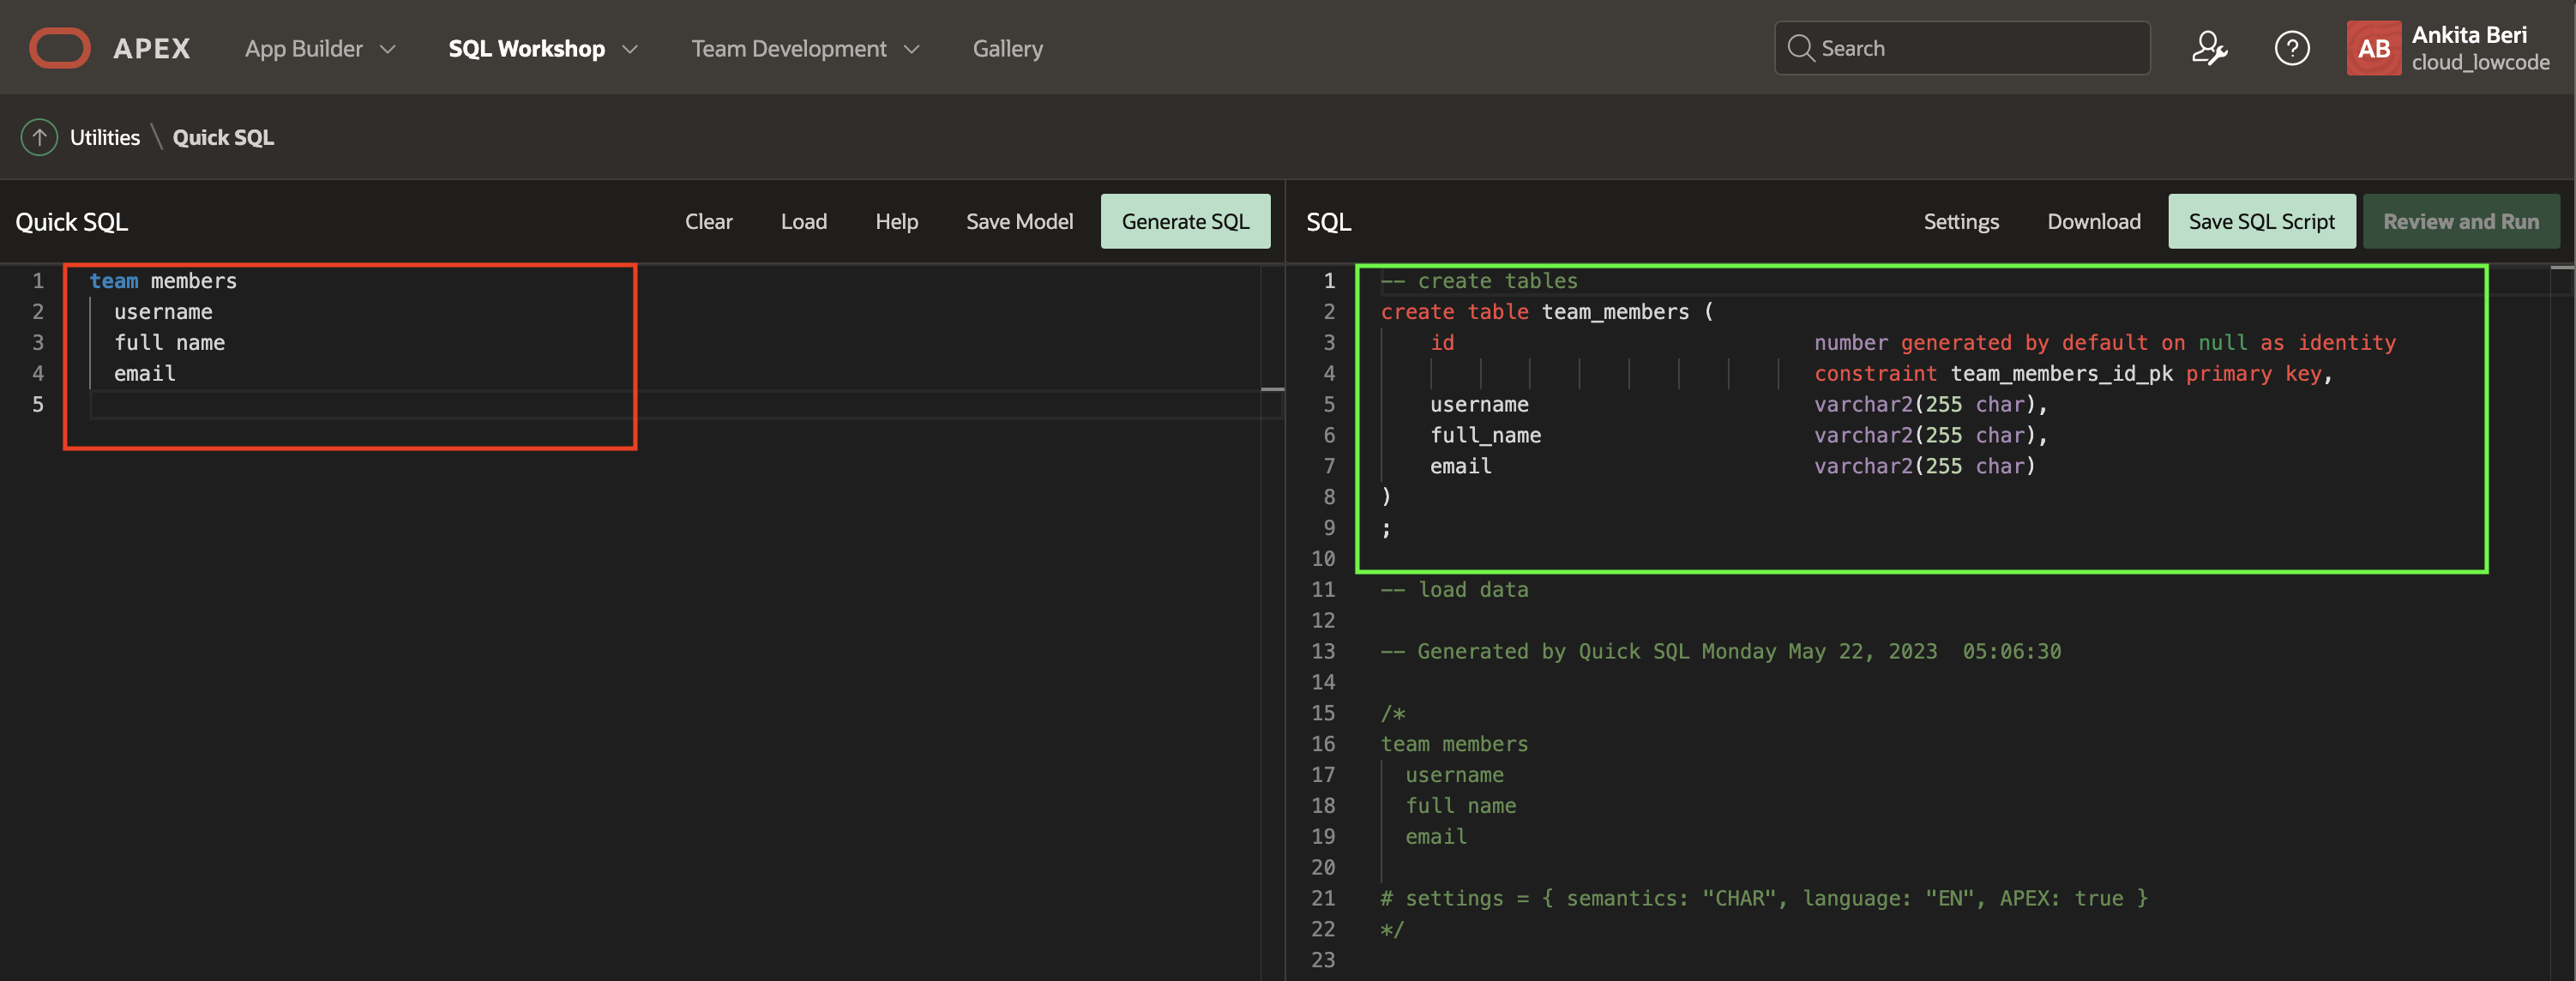 APEX App Builder SQL Workshop Team Development Gallery Search AB Ankita Beri
cloud_lowcode
Utilities \ Quick SQL
Quick SQL Clear Load Help Save Model Generate SQL
1 team members
2 username
3 full name
4 email
5
SQL Settings Download Save SQL Script Review and Run
1 -- create tables
2 create table team_members (
3 id number generated by default on null as identity
4 constraint team_members_id_pk primary key,
5 username varchar2(255 char),
6 full_name varchar2(255 char),
7 email varchar2(255 char)
8 )
9 ;
10
11 -- load data
12
13 -- Generated by Quick SQL Monday May 22, 2023  05:06:30
14
15 /*
16 team members
17 username
18 full name
19 email
20
21 # settings = { semantics: "CHAR", language: "EN", APEX: true }
22 */
23